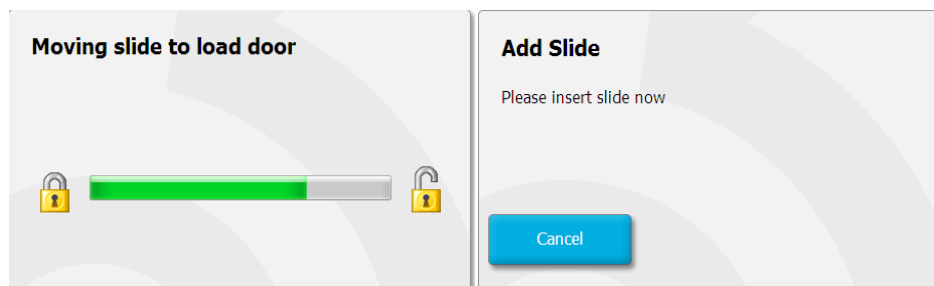 Moving slide to load door
Add Slide
Please insert slide now
Cancel